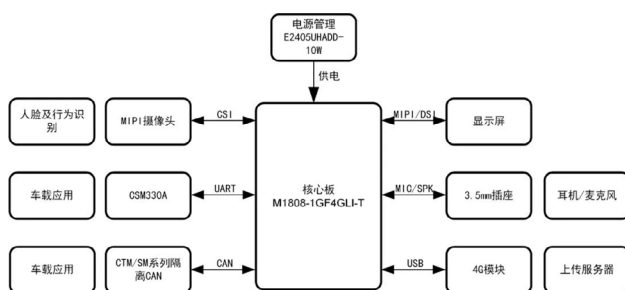 电源管理
E2405UHADD-
10W
供电
人脸及行为识
别
MIPI摄像头
CSI
MIPI/DSI
显示屏
核心板
M1808-1GF4GLI-T
车载应用
CSM330A
UART
MIC/SPK
3.5mm插座
耳机/麦克风
车载应用
CTM/SM系列隔
离CAN
CAN
USB
4G模块
上传服务器